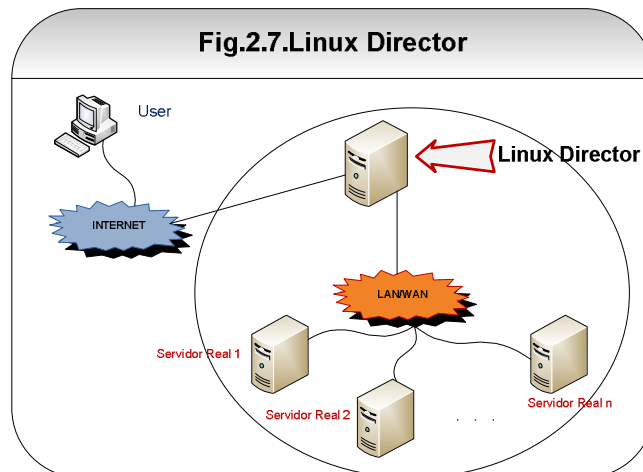 Fig.2.7.Linux Director
User
Linux Director
INTERNET
LAN/WAN
Servidor Real 1
Servidor Real 2
. . .
Servidor Real n